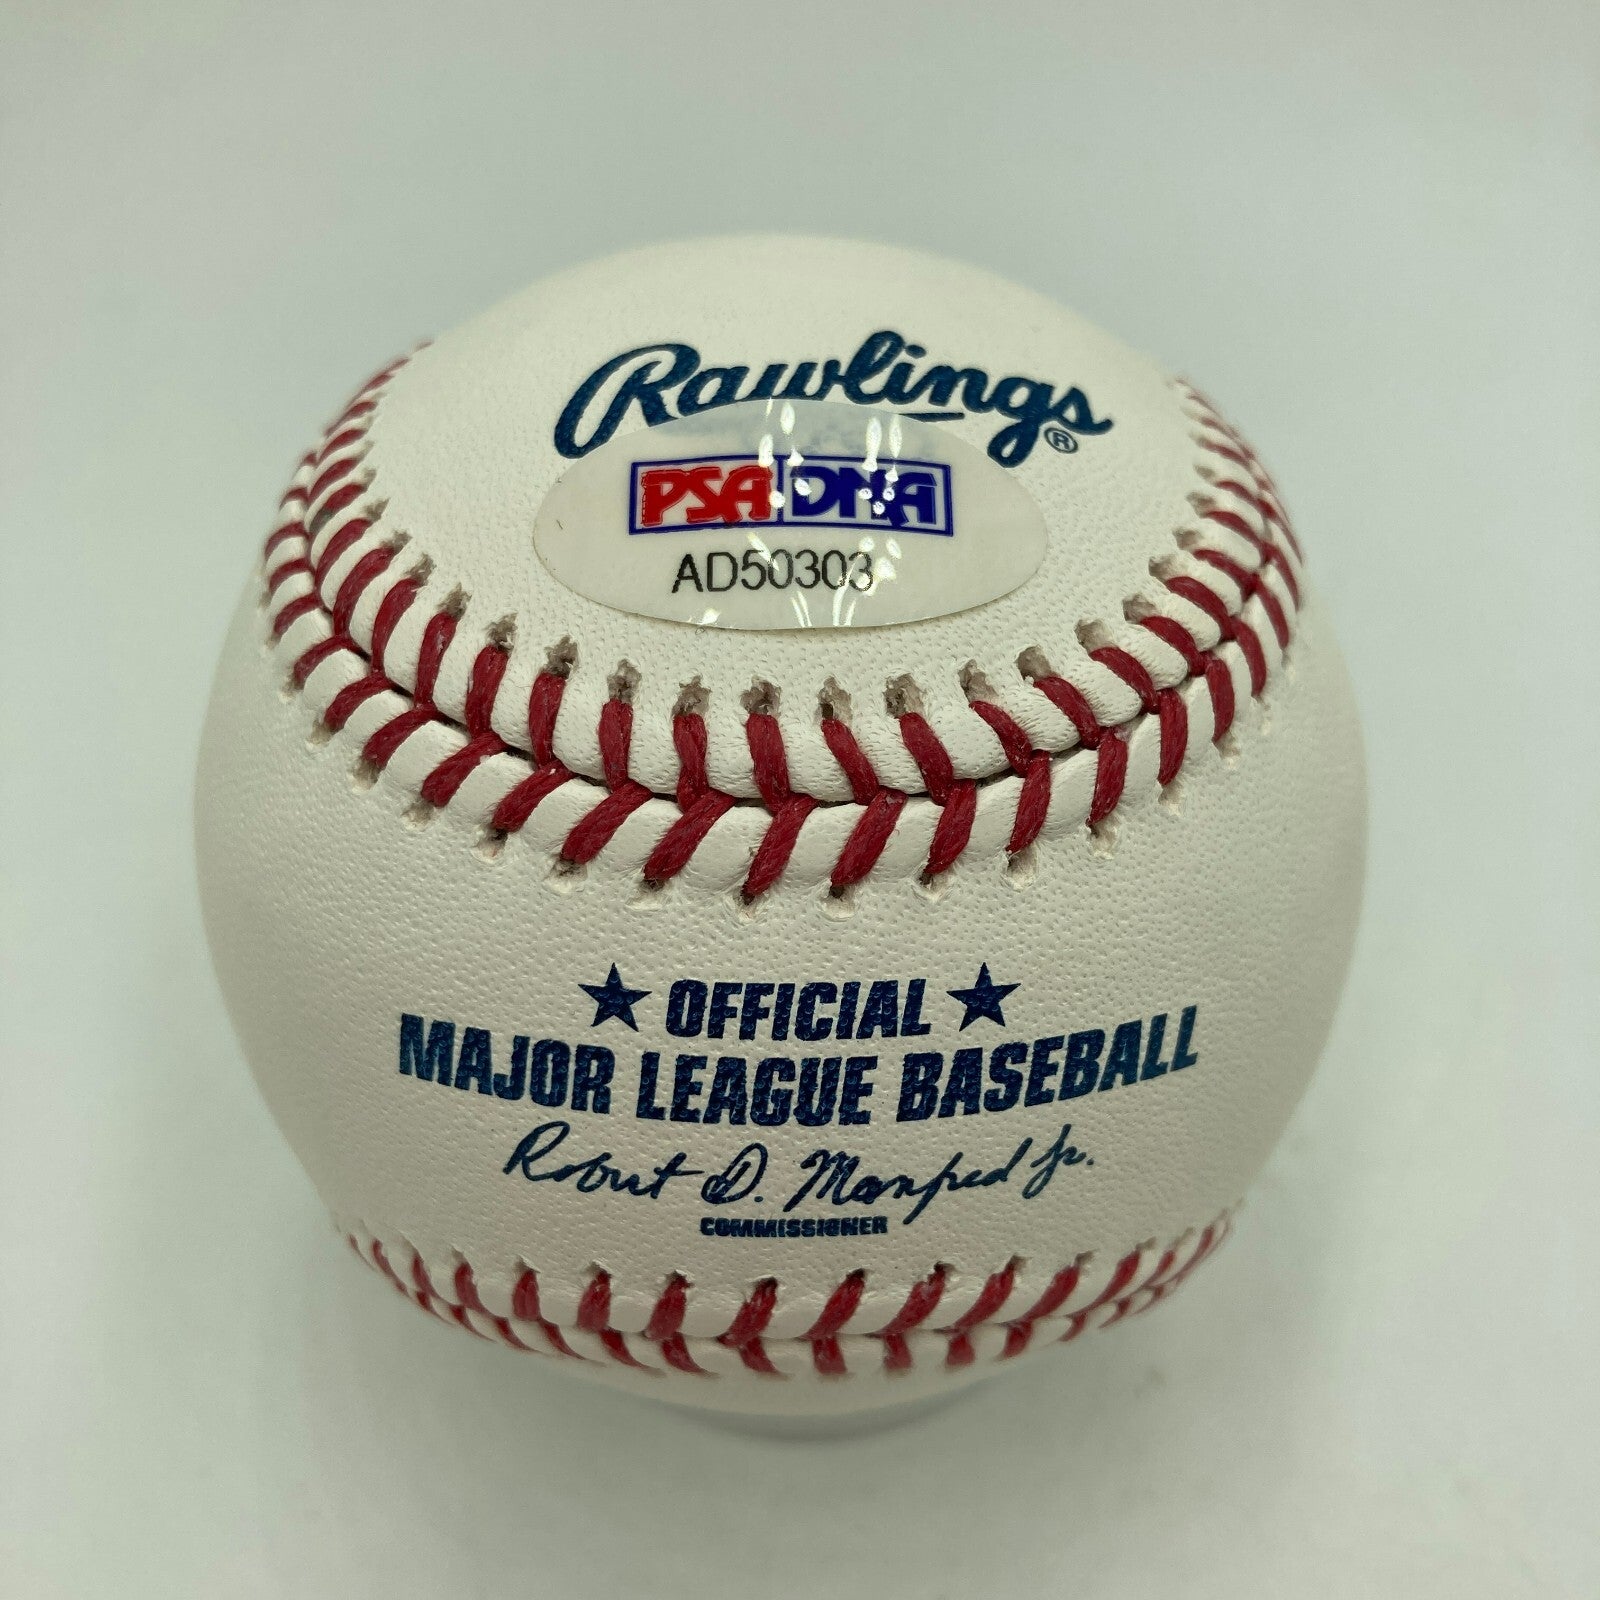 Rawlings®
PSA DNA
AD50303
★ OFFICIAL ★
MAJOR LEAGUE BASEBALL
Robert D. Manfred Jr.
COMMISSIONER